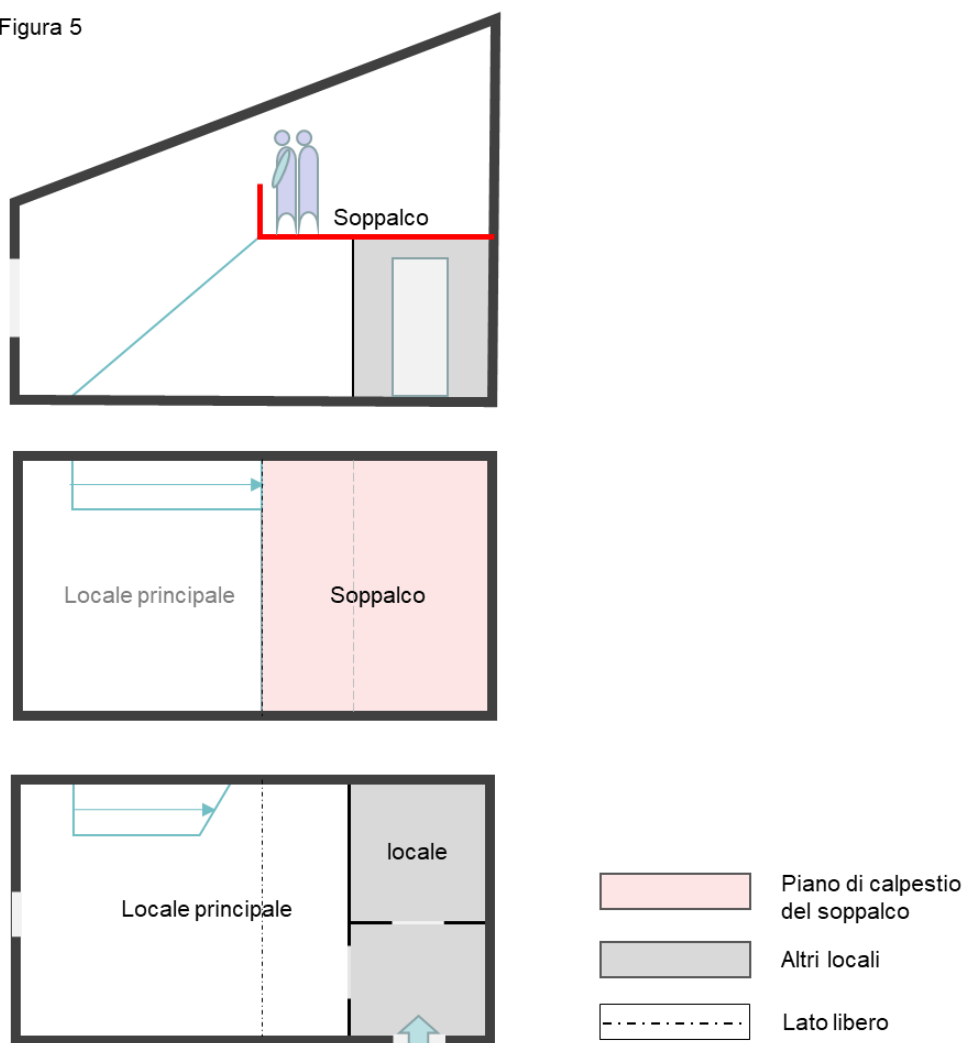 Figura 5
Soppalco
Locale principale
Soppalco
locale
Locale principale
Piano di calpestio
del soppalco
Altri locali
Lato libero